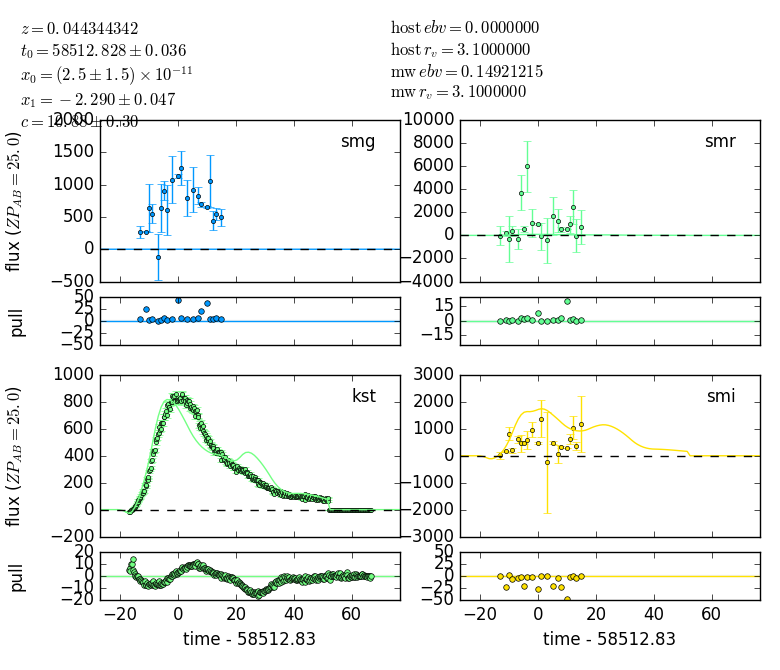 z = 0.044344342
t0 = 58512.828 ± 0.036
x0 = (2.5 ± 1.5) × 10^-11
x1 = −2.290 ± 0.047
host ebv = 0.0000000
host r_v = 3.1000000
mw ebv = 0.14921215
mw r_v = 3.1000000
flux (ZP_AB = 25.0)
2000
1500
1000
500
0
−500
smg
10000
8000
6000
4000
2000
0
−2000
−4000
smr
pull
50
25
0
−25
−50
15
0
−15
flux (ZP_AB = 25.0)
1000
800
600
400
200
0
−200
kst
3000
2000
1000
0
−1000
−2000
−3000
smi
pull
20
10
0
−10
−20
50
25
0
−25
−50
−20 0 20 40 60
−20 0 20 40 60
time - 58512.83
time - 58512.83